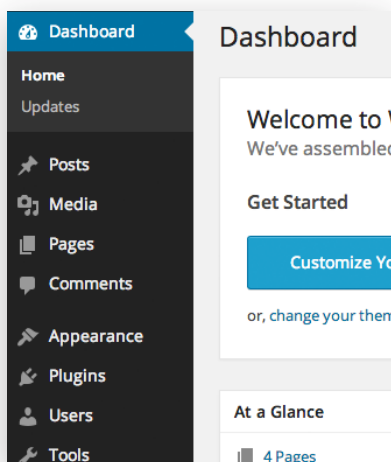 Dashboard
Home
Updates
Posts
Media
Pages
Comments
Appearance
Plugins
Users
Tools
Dashboard
Welcome to
We've assembled
Get Started
Customize Yo
or, change your them
At a Glance
4 Pages